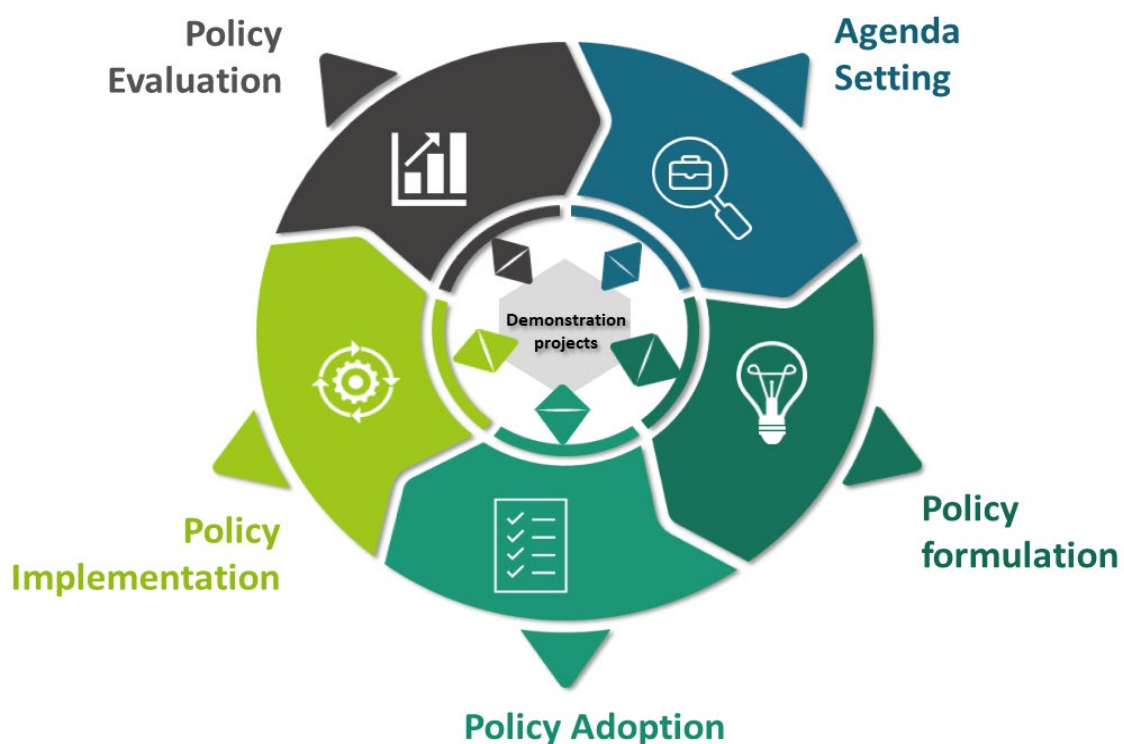 Policy
Evaluation
Agenda
Setting
Demonstration
projects
Policy
formulation
Policy
Implementation
Policy Adoption